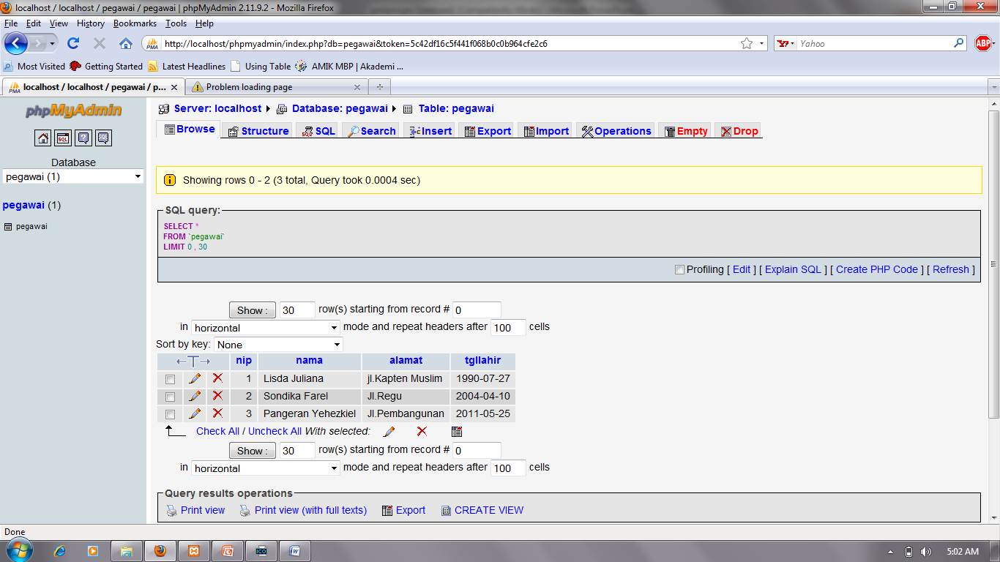 localhost / localhost / pegawai / pegawai | phpMyAdmin 2.11.9.2 - Mozilla Firefox
File Edit View History Bookmarks Tools Help
PMA http://localhost/phpmyadmin/index.php?db=pegawai&token=5c42df16c5f441f068b0c0b964cfe2c6 Yahoo ABP
Most Visited Getting Started Latest Headlines Using Table AMIK MBP | Akademi ...
PMA localhost / localhost / pegawai / p... Problem loading page
phpMyAdmin
SQL SQL
Database
pegawai (1)
pegawai (1)
pegawai
Server: localhost Database: pegawai Table: pegawai
Browse Structure SQL Search Insert Export Import Operations Empty Drop
Showing rows 0 - 2 (3 total, Query took 0.0004 sec)
SQL query:
SELECT *
FROM `pegawai`
LIMIT 0 , 30
Profiling [ Edit ] [ Explain SQL ] [ Create PHP Code ] [ Refresh ]
Show : 30 row(s) starting from record # 0
in horizontal mode and repeat headers after 100 cells
Sort by key: None
←T→ nip nama alamat tgllahir
1 Lisda Juliana jl.Kapten Muslim 1990-07-27
2 Sondika Farel Jl.Regu 2004-04-10
3 Pangeran Yehezkiel Jl.Pembangunan 2011-05-25
Check All / Uncheck All With selected:
Show : 30 row(s) starting from record # 0
in horizontal mode and repeat headers after 100 cells
Query results operations
Print view Print view (with full texts) Export CREATE VIEW
Done
5:02 AM